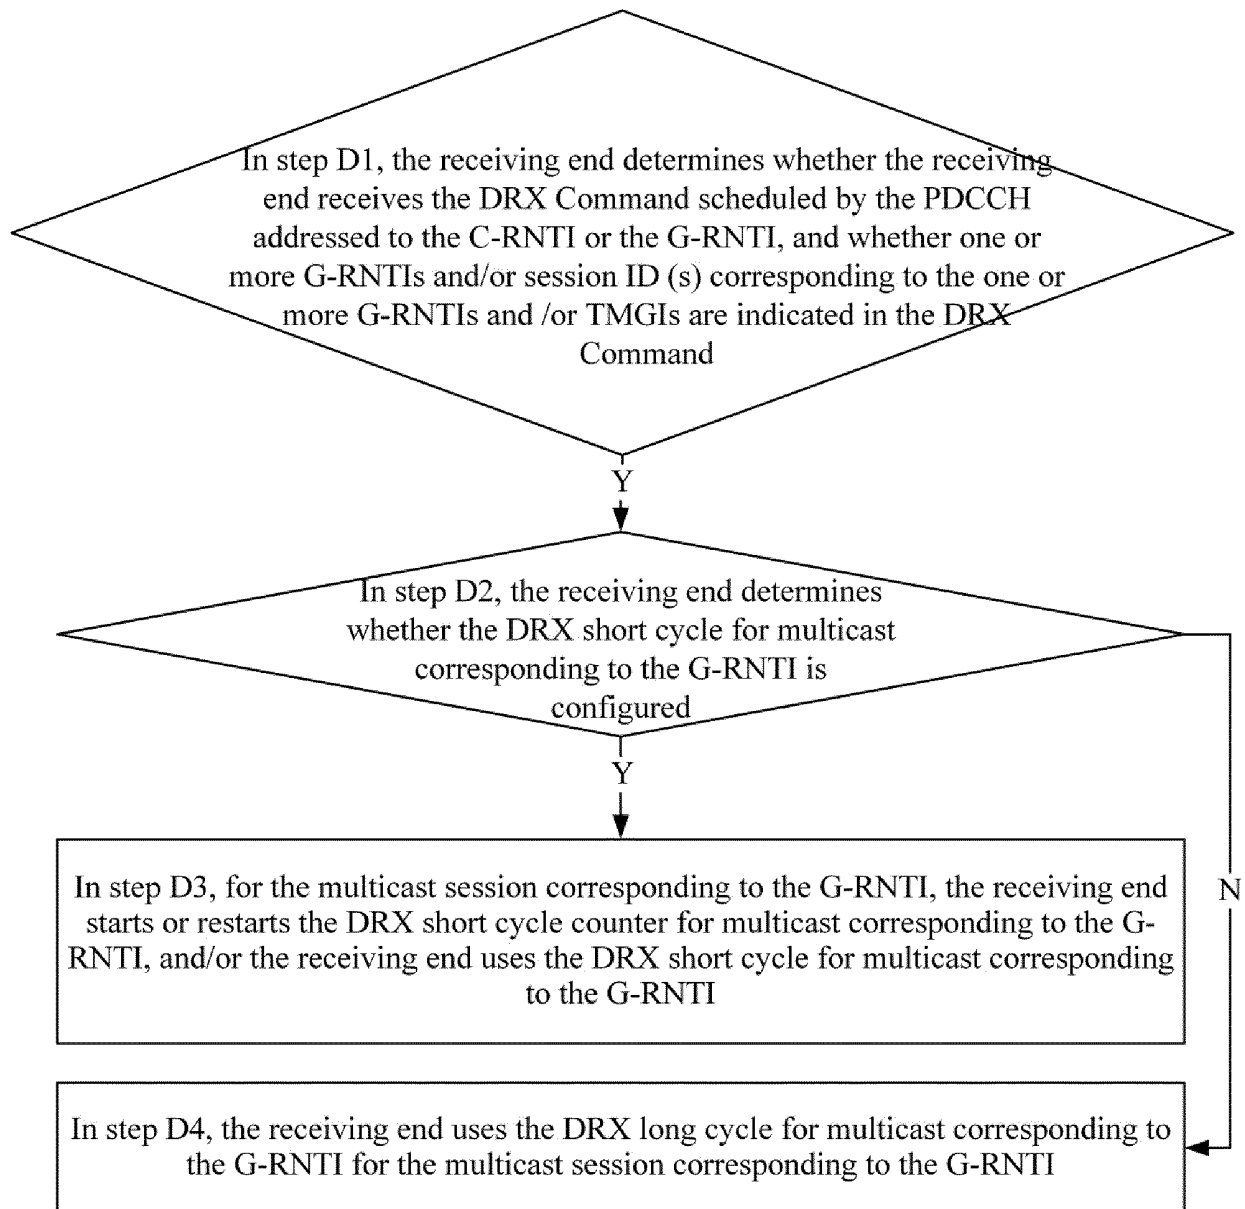 In step D1, the receiving end determines whether the receiving
end receives the DRX Command scheduled by the PDCCH
addressed to the C-RNTI or the G-RNTI, and whether one or
more G-RNTIs and/or session ID (s) corresponding to the one or
more G-RNTIs and /or TMGIs are indicated in the DRX
Command
Y
In step D2, the receiving end determines
whether the DRX short cycle for multicast
corresponding to the G-RNTI is
configured
Y
In step D3, for the multicast session corresponding to the G-RNTI, the receiving end
starts or restarts the DRX short cycle counter for multicast corresponding to the G-
RNTI, and/or the receiving end uses the DRX short cycle for multicast corresponding
to the G-RNTI
N
In step D4, the receiving end uses the DRX long cycle for multicast corresponding to
the G-RNTI for the multicast session corresponding to the G-RNTI